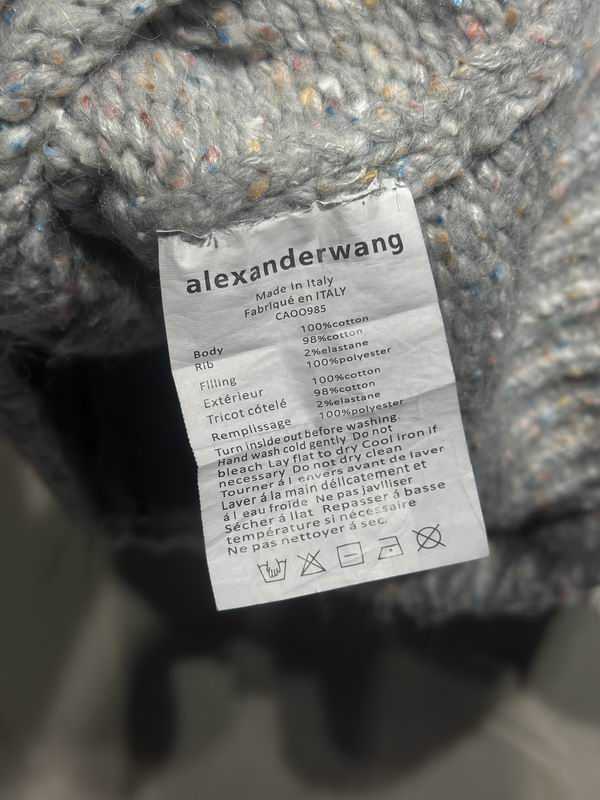 alexanderwang
Made In Italy
Fabriqué en ITALY
CAOO985
Body 100%cotton
Rib 98%cotton
2%elastane
Filling 100%polyester
Extérieur 100%cotton
Tricot côtelé 98%cotton
2%elastane
Remplissage 100%polyester
Turn inside out before washing.
Hand wash cold gently Do not
bleach Lay flat to dry Cool iron if
necessary Do not dry clean
Tourner á l envers avant de laver
Laver á la main délicatement et
á l eau froide Ne pas javlliser
Sécher á llat Repasser á basse
température si nécessaire
Ne pas nettoyer á sec.